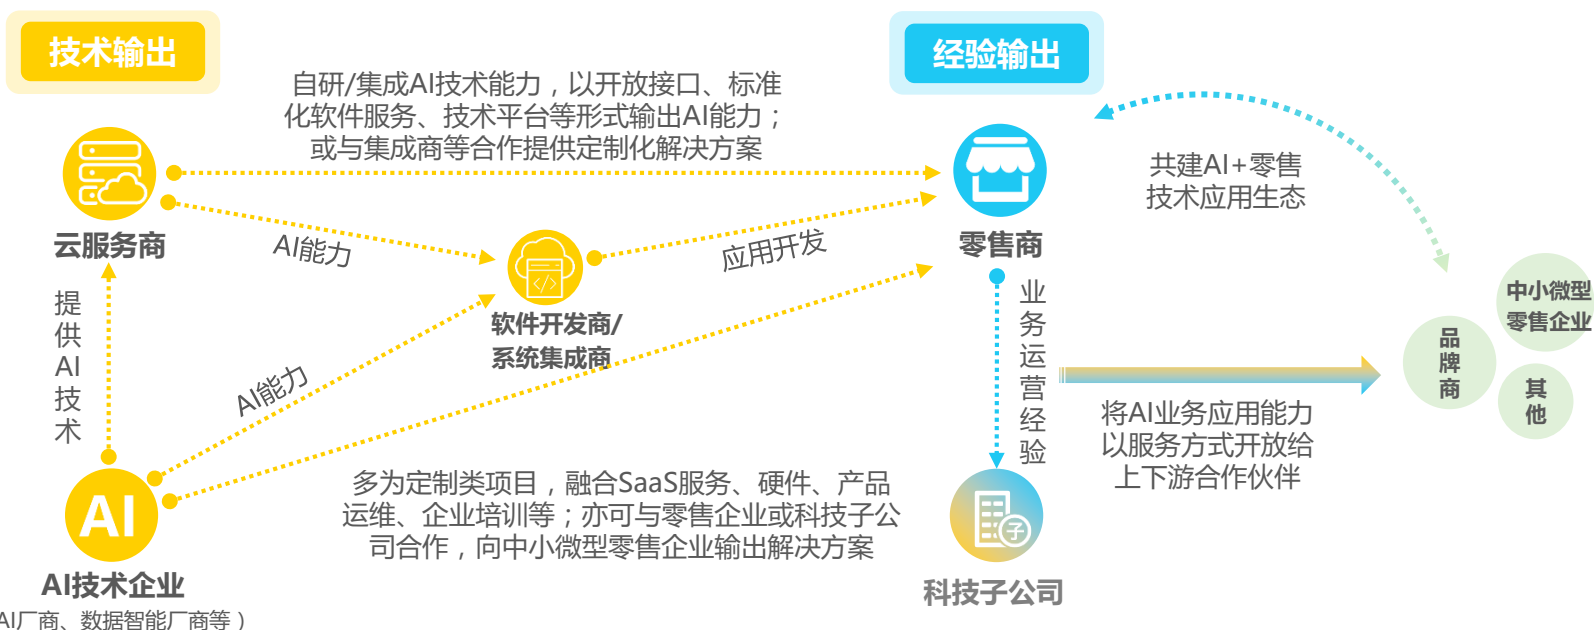 技术输出
经验输出
自研/集成AI技术能力，以开放接口、标准
化软件服务、技术平台等形式输出AI能力；
或与集成商等合作提供定制化解决方案
共建AI+零售
技术应用生态
云服务商
AI能力
应用开发
零售商
提供AI技术
软件开发商/
系统集成商
业务运营经验
中小微型
零售企业
品牌商
其他
AI能力
将AI业务应用能力
以服务方式开放给
上下游合作伙伴
AI
多为定制类项目，融合SaaS服务、硬件、产品
运维、企业培训等；亦可与零售企业或科技子公
司合作，向中小微型零售企业输出解决方案
子
AI技术企业
科技子公司
AI厂商、数据智能厂商等）